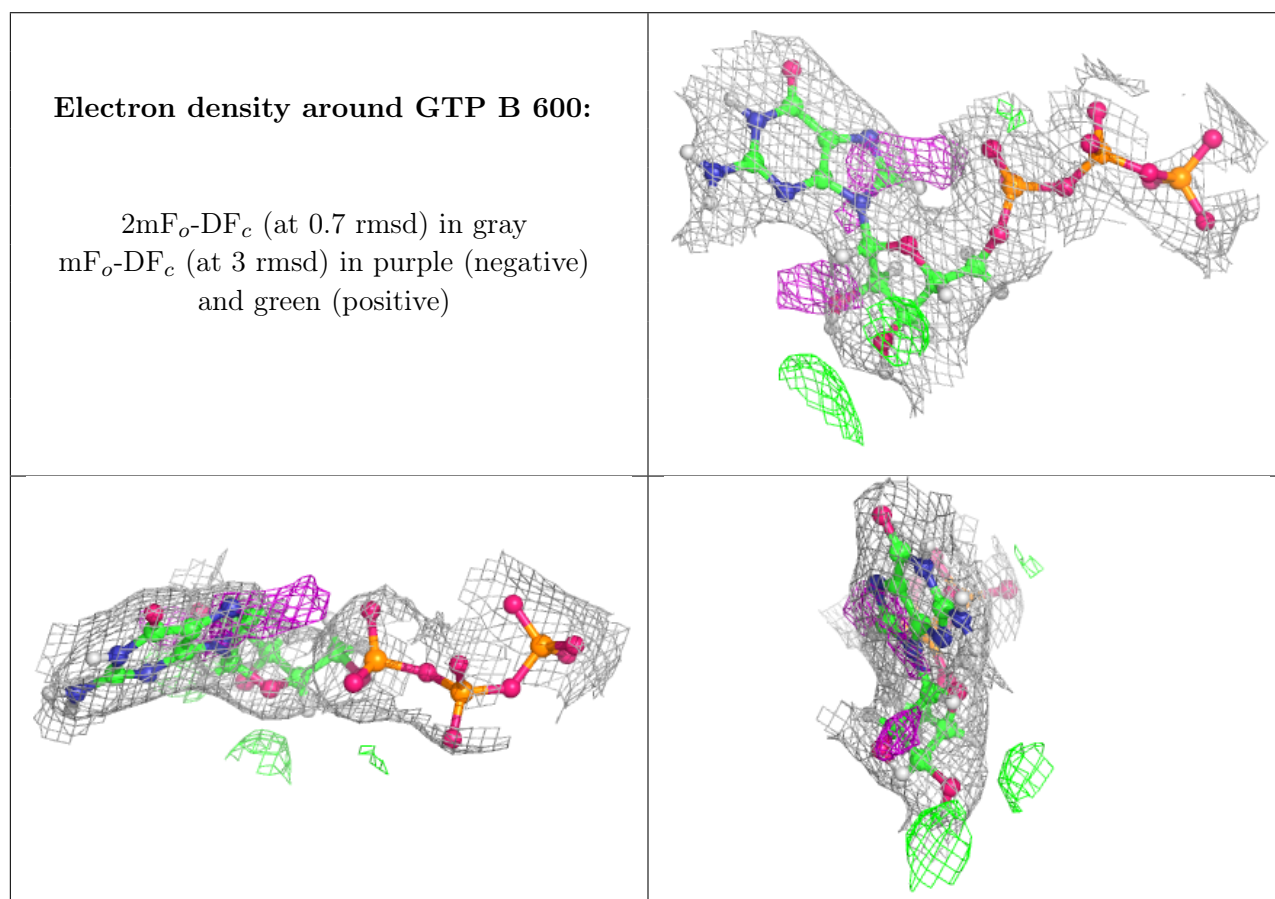 Electron density around GTP B 600:
2mFo-DFc (at 0.7 rmsd) in gray
mFo-DFc (at 3 rmsd) in purple (negative)
and green (positive)